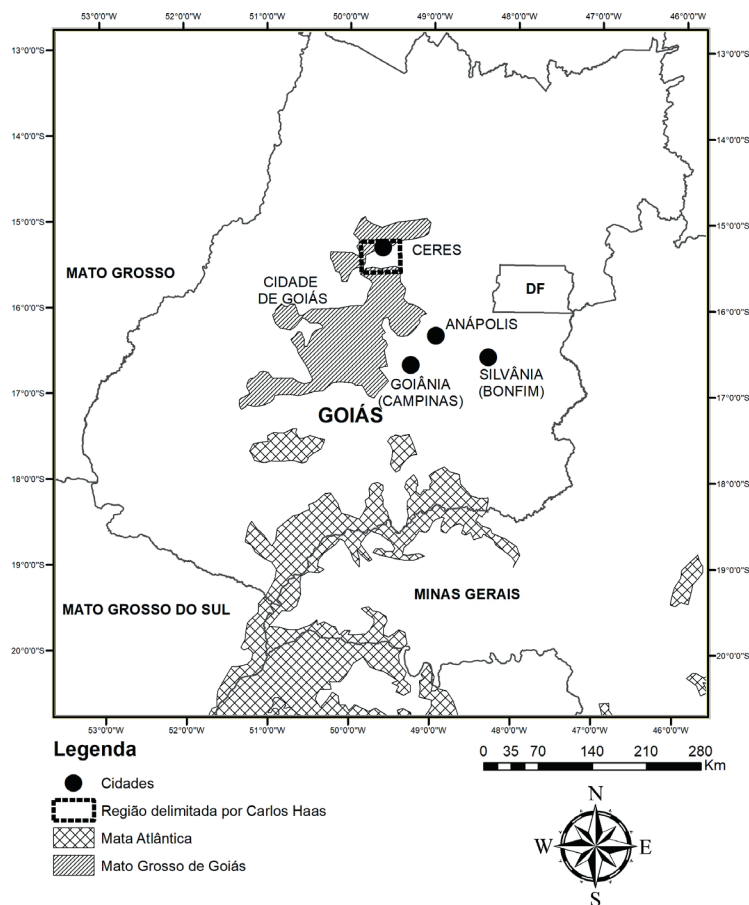 53°0'0"W 52°0'0"W 51°0'0"W 50°0'0"W 49°0'0"W 48°0'0"W 47°0'0"W 46°0'0"W
13°0'0"S
14°0'0"S
15°0'0"S
16°0'0"S
17°0'0"S
18°0'0"S
19°0'0"S
20°0'0"S
13°0'0"S
14°0'0"S
15°0'0"S
16°0'0"S
17°0'0"S
18°0'0"S
19°0'0"S
20°0'0"S
CERES
MATO GROSSO
CIDADE
DE GOIÁS
DF
ANÁPOLIS
GOIÂNIA
(CAMPINAS)
SILVÂNIA
(BONFIM)
GOIÁS
MINAS GERAIS
MATO GROSSO DO SUL
53°0'0"W 52°0'0"W 51°0'0"W 50°0'0"W 49°0'0"W 48°0'0"W 47°0'0"W 46°0'0"W
Legenda
Cidades
Região delimitada por Carlos Haas
Mata Atlântica
Mato Grosso de Goiás
0 35 70 140 210 280
Km
N
W E
S